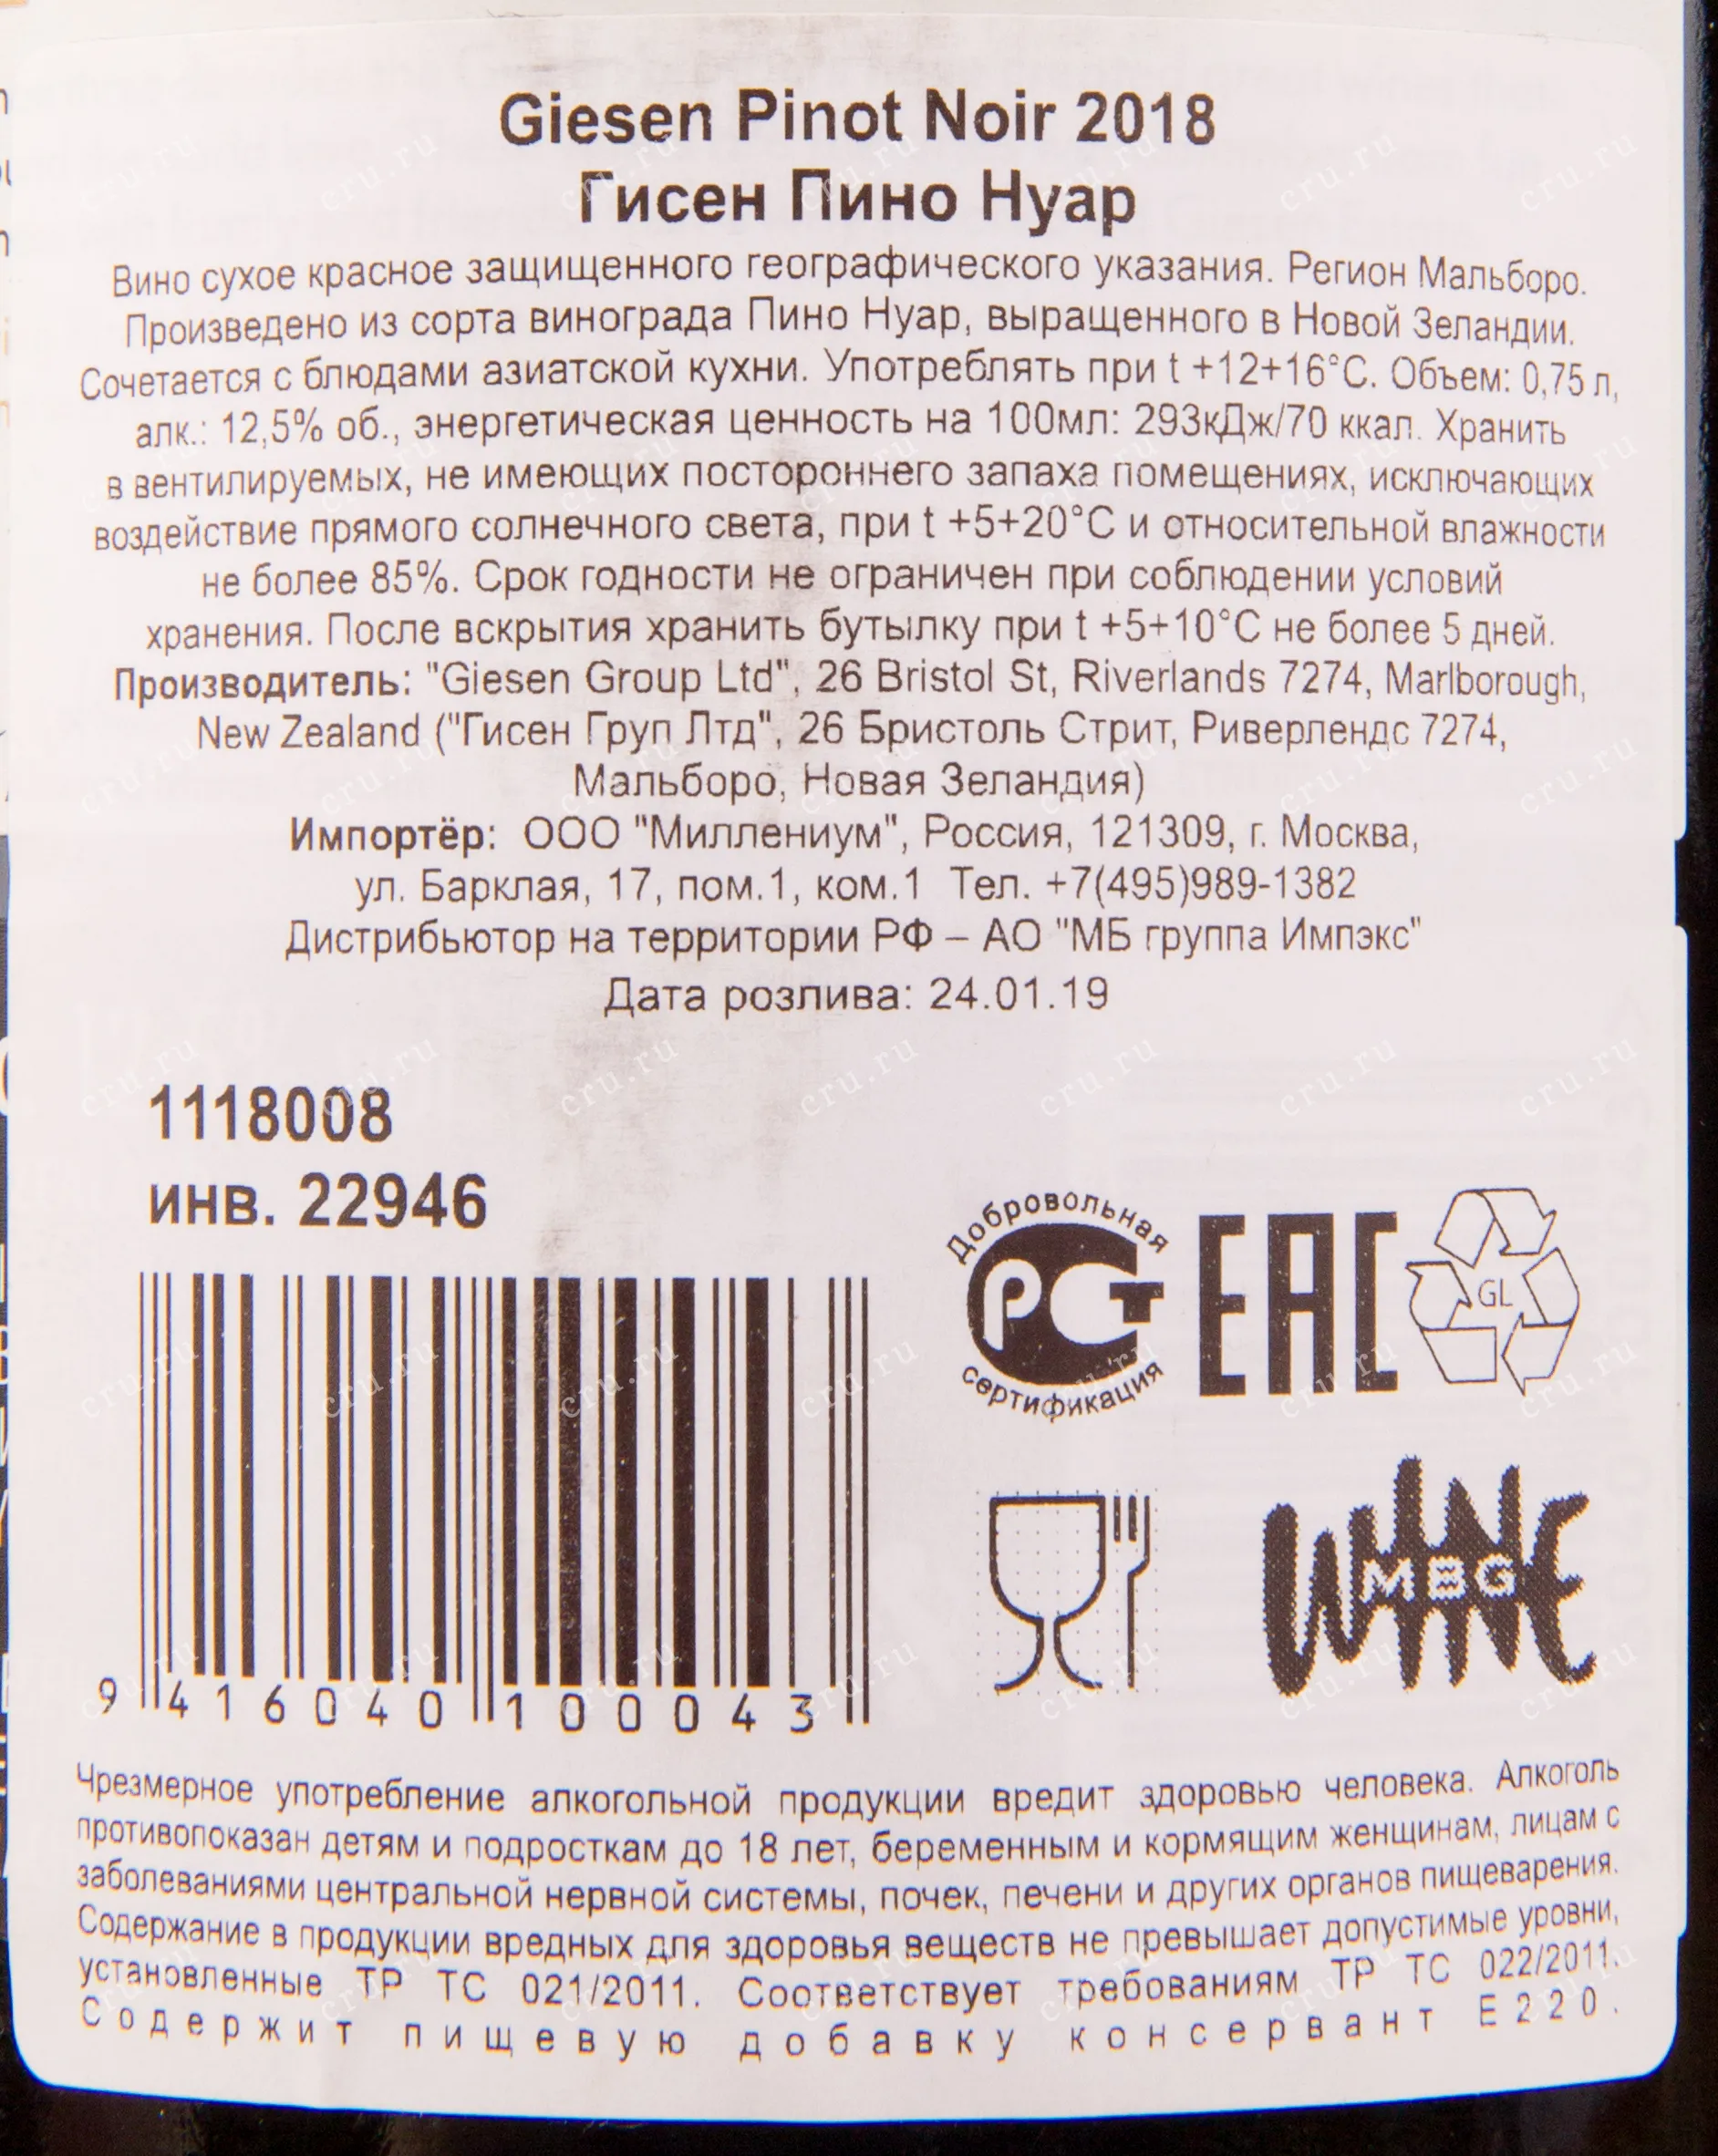 Giesen Pinot Noir 2018
Гисен Пино Нуар
Вино сухое красное защищенного географического указания. Регион Мальборо.
Произведено из сорта винограда Пино Нуар, выращенного в Новой Зеландии.
Сочетается с блюдами азиатской кухни. Употреблять при t +12+16°С. Объем: 0,75 л,
алк.: 12,5% об., энергетическая ценность на 100мл: 293кДж/70 ккал. Хранить
в вентилируемых, не имеющих постороннего запаха помещениях, исключающих
воздействие прямого солнечного света, при t +5+20°С и относительной влажности
не более 85%. Срок годности не ограничен при соблюдении условий
хранения. После вскрытия хранить бутылку при t +5+10°С не более 5 дней.
Производитель: "Giesen Group Ltd", 26 Bristol St, Riverlands 7274, Marlborough,
New Zealand ("Гисен Груп Лтд", 26 Бристоль Стрит, Риверлендс 7274,
Мальборо, Новая Зеландия)
Импортёр: ООО "Миллениум", Россия, 121309, г. Москва,
ул. Барклая, 17, пом.1, ком.1 Тел. +7(495)989-1382
Дистрибьютор на территории РФ – АО "МБ группа Импэкс"
Дата розлива: 24.01.19
1118008
инв. 22946
Добровольная
РСТ
сертификация
EAC
GL
WINE
MBG
9 416040 100043
Чрезмерное употребление алкогольной продукции вредит здоровью человека. Алкоголь
противопоказан детям и подросткам до 18 лет, беременным и кормящим женщинам, лицам с
заболеваниями центральной нервной системы, почек, печени и других органов пищеварения.
Содержание в продукции вредных для здоровья веществ не превышает допустимые уровни,
установленные ТР ТС 021/2011. Соответствует требованиям ТР ТС 022/2011.
Содержит пищевую добавку консервант Е220.
cru.ru